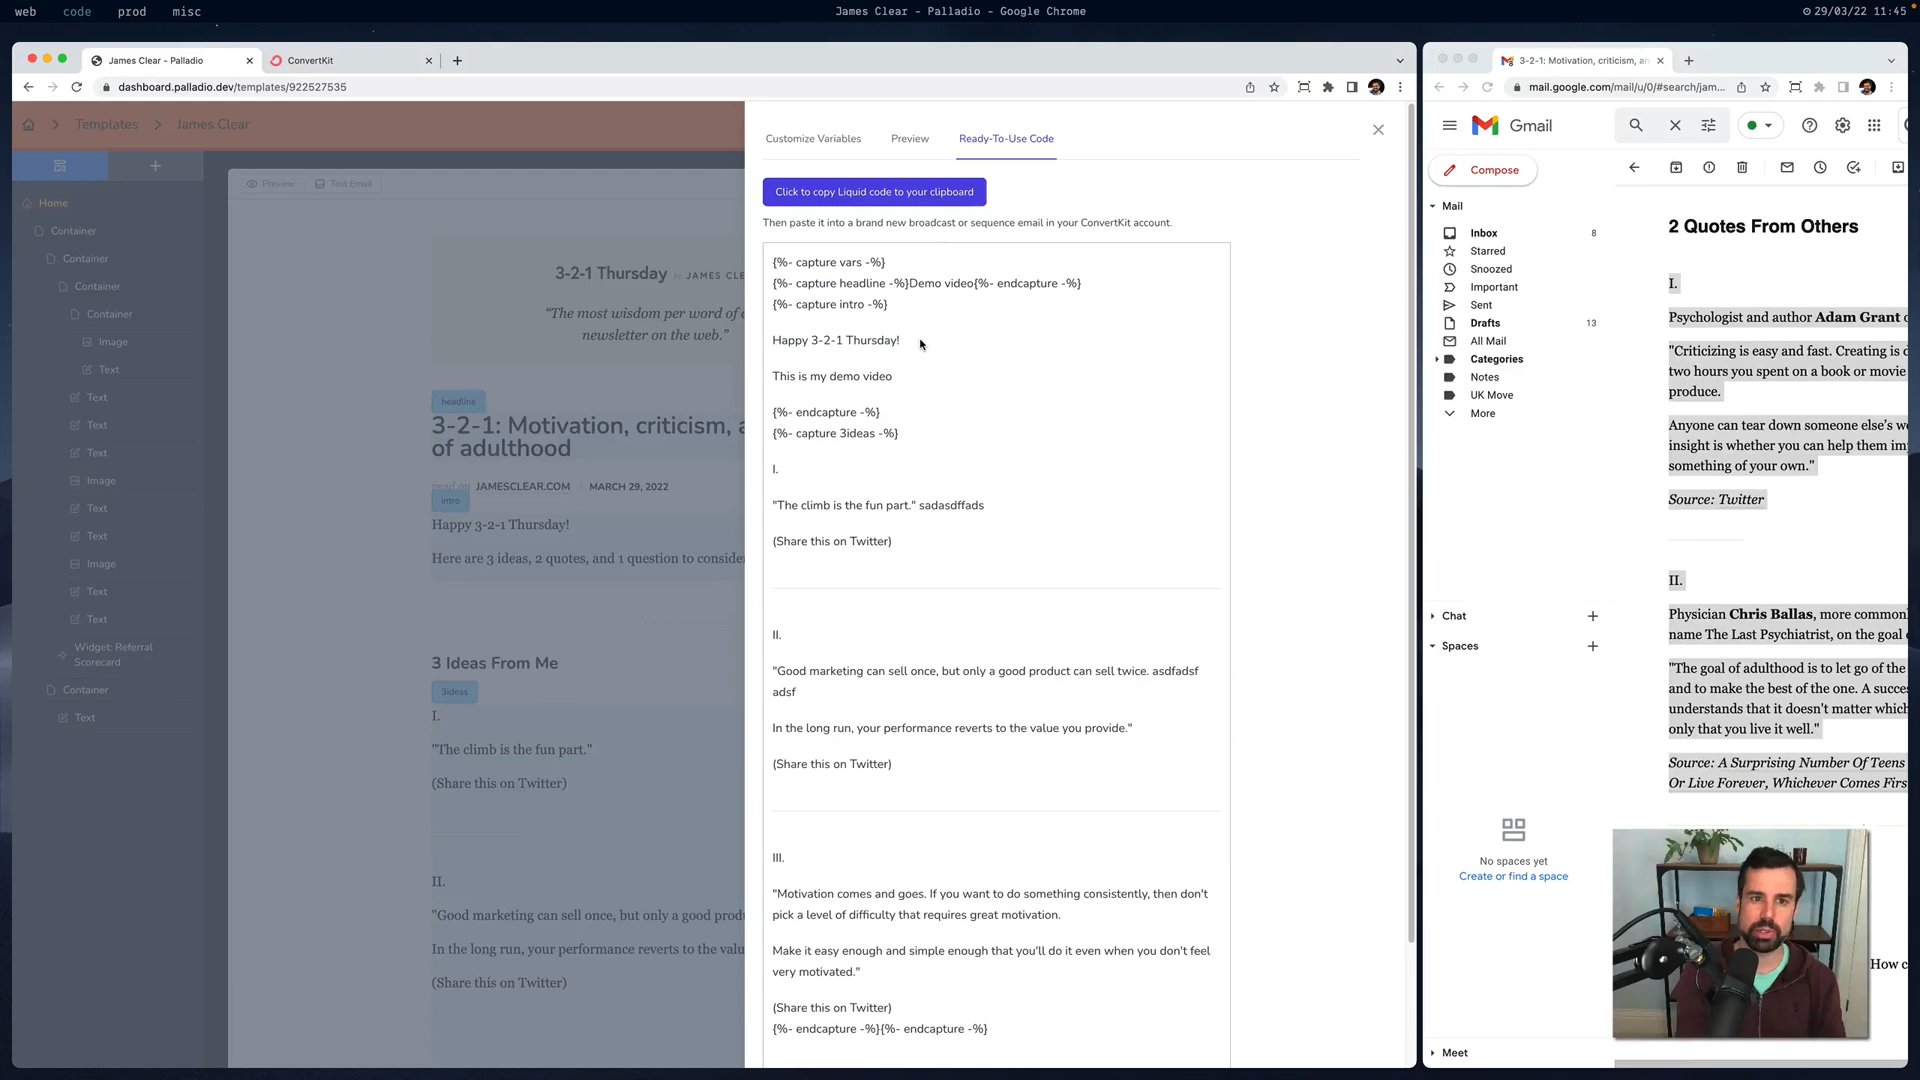 web code prod misc
James Clear - Palladio - Google Chrome
29/03/22 11:45
James Clear - Palladio
ConvertKit
dashboard.palladio.dev/templates/922527535
Templates > James Clear
Preview
Test Email
Home
Container
Container
Container
Container
Image
Text
Text
Text
Text
Image
Text
Text
Image
Text
Text
Widget: Referral
Scorecard
Container
Text
3-2-1 Thursday by JAMES CLE
“The most wisdom per word of
newsletter on the web.”
headline
3-2-1: Motivation, criticism, a
of adulthood
read on JAMESCLEAR.COM | MARCH 29, 2022
intro
Happy 3-2-1 Thursday!
Here are 3 ideas, 2 quotes, and 1 question to consider
3 Ideas From Me
3ideas
I.
"The climb is the fun part."
(Share this on Twitter)
II.
"Good marketing can sell once, but only a good produ
In the long run, your performance reverts to the valu
(Share this on Twitter)
Customize Variables
Preview
Ready-To-Use Code
Click to copy Liquid code to your clipboard
Then paste it into a brand new broadcast or sequence email in your ConvertKit account.
{%- capture vars -%}
{%- capture headline -%}Demo video{%- endcapture -%}
{%- capture intro -%}
Happy 3-2-1 Thursday!
This is my demo video
{%- endcapture -%}
{%- capture 3ideas -%}
I.
"The climb is the fun part." sadasdffads
(Share this on Twitter)
II.
"Good marketing can sell once, but only a good product can sell twice. asdfadsf
adsf
In the long run, your performance reverts to the value you provide."
(Share this on Twitter)
III.
"Motivation comes and goes. If you want to do something consistently, then don't
pick a level of difficulty that requires great motivation.
Make it easy enough and simple enough that you'll do it even when you don't feel
very motivated."
(Share this on Twitter)
{%- endcapture -%}{%- endcapture -%}
3-2-1: Motivation, criticism, an
mail.google.com/mail/u/0/#search/jam...
Gmail
Compose
Mail
Inbox 8
Starred
Snoozed
Important
Sent
Drafts 13
All Mail
Categories
Notes
UK Move
More
Chat
Spaces
No spaces yet
Create or find a space
Meet
2 Quotes From Others
I.
Psychologist and author Adam Grant o
"Criticizing is easy and fast. Creating is d
two hours you spent on a book or movie
produce.
Anyone can tear down someone else’s w
insight is whether you can help them im
something of your own."
Source: Twitter
II.
Physician Chris Ballas, more common
name The Last Psychiatrist, on the goal
"The goal of adulthood is to let go of the
and to make the best of the one. A succe
understands that it doesn't matter which
only that you live it well."
Source: A Surprising Number Of Teens
Or Live Forever, Whichever Comes Firs
How c